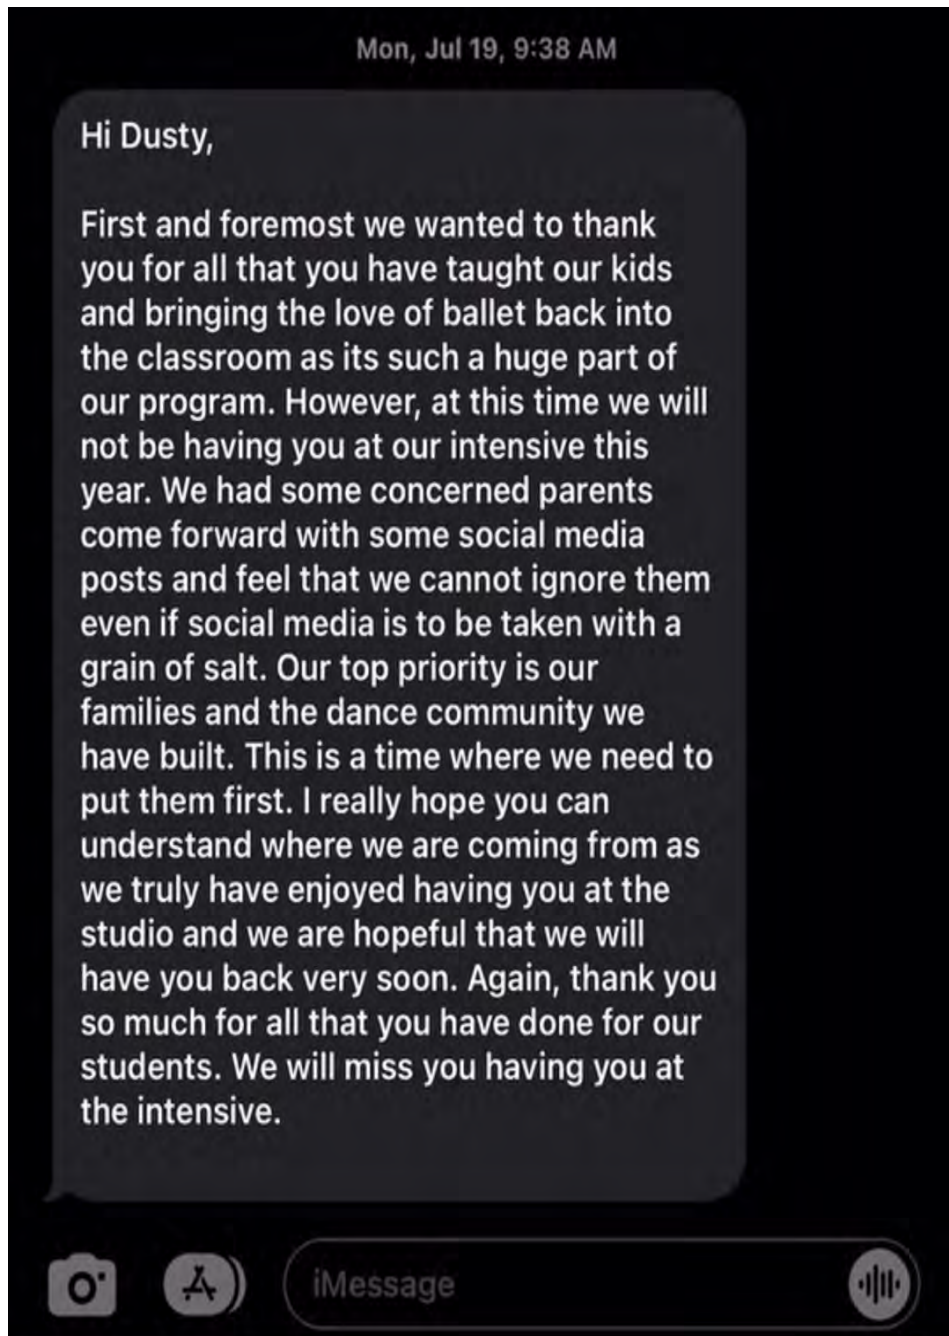 Mon, Jul 19, 9:38 AM
Hi Dusty,
First and foremost we wanted to thank
you for all that you have taught our kids
and bringing the love of ballet back into
the classroom as its such a huge part of
our program. However, at this time we will
not be having you at our intensive this
year. We had some concerned parents
come forward with some social media
posts and feel that we cannot ignore them
even if social media is to be taken with a
grain of salt. Our top priority is our
families and the dance community we
have built. This is a time where we need to
put them first. I really hope you can
understand where we are coming from as
we truly have enjoyed having you at the
studio and we are hopeful that we will
have you back very soon. Again, thank you
so much for all that you have done for our
students. We will miss you having you at
the intensive.
iMessage